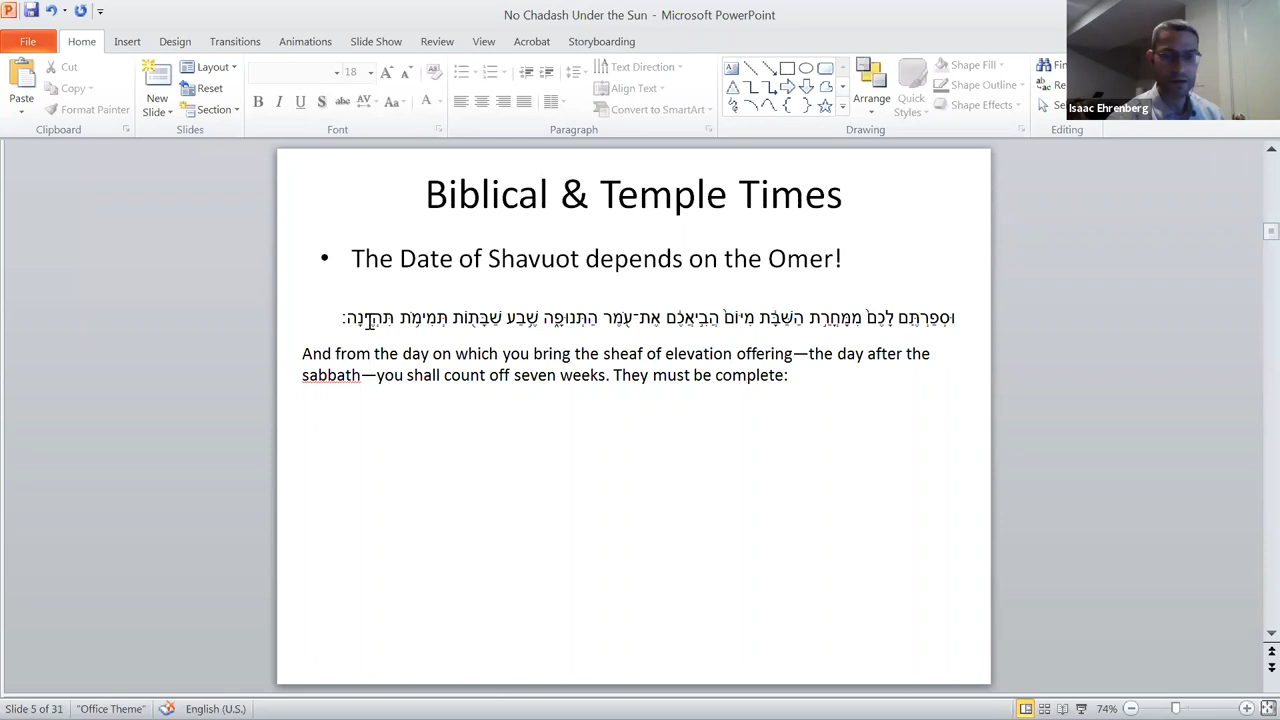 No Chadash Under the Sun - Microsoft PowerPoint
File Home Insert Design Transitions Animations Slide Show Review View Acrobat Storyboarding
Cut
Copy
Format Painter
Paste
Clipboard
New
Slide
Layout
Reset
Section
Slides
18
Font
Text Direction
Align Text
Convert to SmartArt
Paragraph
Arrange
Quick
Styles
Shape Fill
Shape Outline
Shape Effects
Drawing
Editing
Isaac Ehrenberg
Biblical & Temple Times
• The Date of Shavuot depends on the Omer!
וּסְפַרְתֶּ֤ם לָכֶם֙ מִמׇּחֳרַ֣ת הַשַּׁבָּ֔ת מִיּוֹם֙ הֲבִ֣יאֲכֶ֔ם אֶת־עֹ֖מֶר הַתְּנוּפָ֑ה שֶׁ֥בַע שַׁבָּת֖וֹת תְּמִימֹ֥ת תִּהְיֶֽינָה׃
And from the day on which you bring the sheaf of elevation offering—the day after the
sabbath—you shall count off seven weeks. They must be complete:
Slide 5 of 31 "Office Theme" English (U.S.) 74%